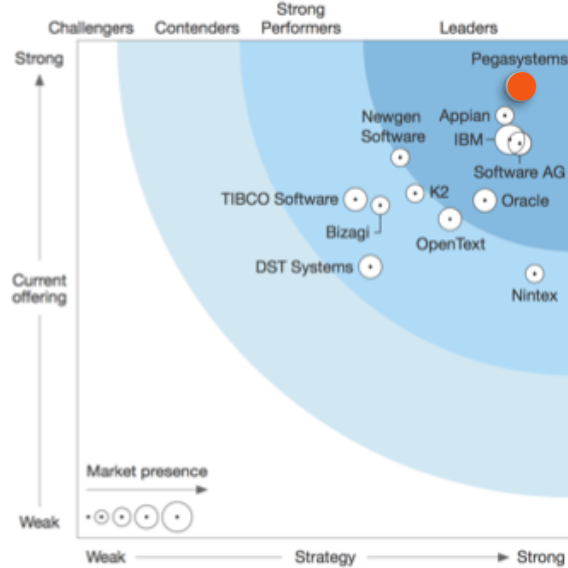 Strong
Challengers Contenders Performers Leaders
Strong
Pegasystems
Newgen
Software
Appian
IBM
Software AG
TIBCO Software
K2
Oracle
Bizagi
OpenText
DST Systems
Current
offering
Nintex
Market presence
Weak
Weak Strategy Strong